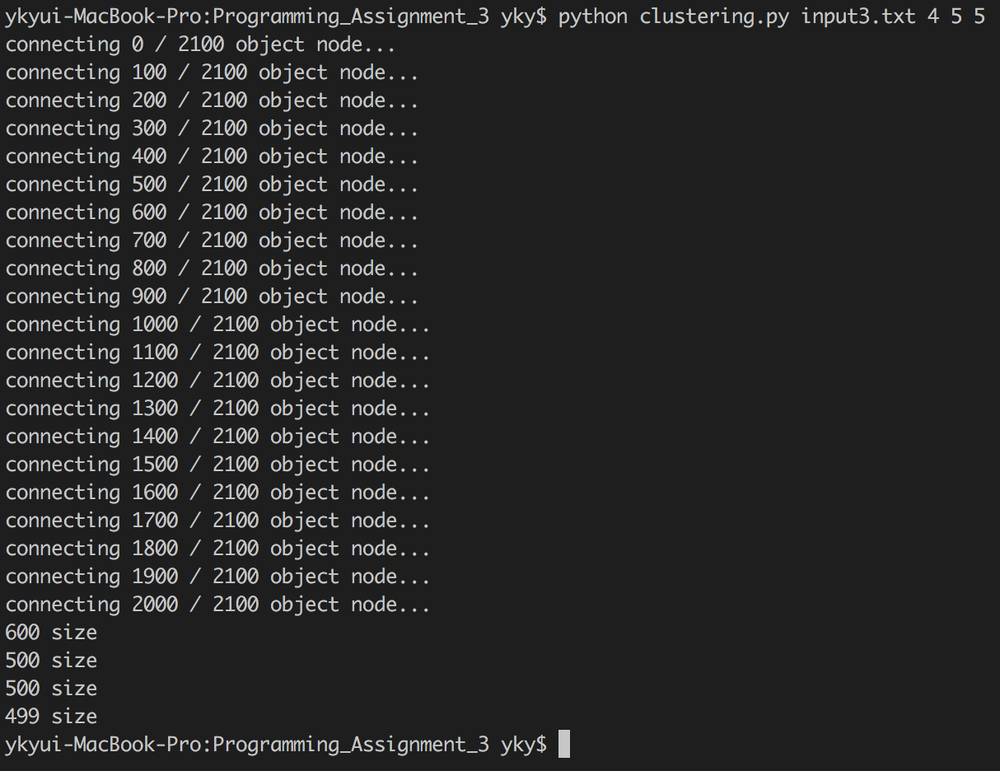 ykyui-MacBook-Pro:Programming_Assignment_3 yky$ python clustering.py input3.txt 4 5 5
connecting 0 / 2100 object node...
connecting 100 / 2100 object node...
connecting 200 / 2100 object node...
connecting 300 / 2100 object node...
connecting 400 / 2100 object node...
connecting 500 / 2100 object node...
connecting 600 / 2100 object node...
connecting 700 / 2100 object node...
connecting 800 / 2100 object node...
connecting 900 / 2100 object node...
connecting 1000 / 2100 object node...
connecting 1100 / 2100 object node...
connecting 1200 / 2100 object node...
connecting 1300 / 2100 object node...
connecting 1400 / 2100 object node...
connecting 1500 / 2100 object node...
connecting 1600 / 2100 object node...
connecting 1700 / 2100 object node...
connecting 1800 / 2100 object node...
connecting 1900 / 2100 object node...
connecting 2000 / 2100 object node...
600 size
500 size
500 size
499 size
ykyui-MacBook-Pro:Programming_Assignment_3 yky$